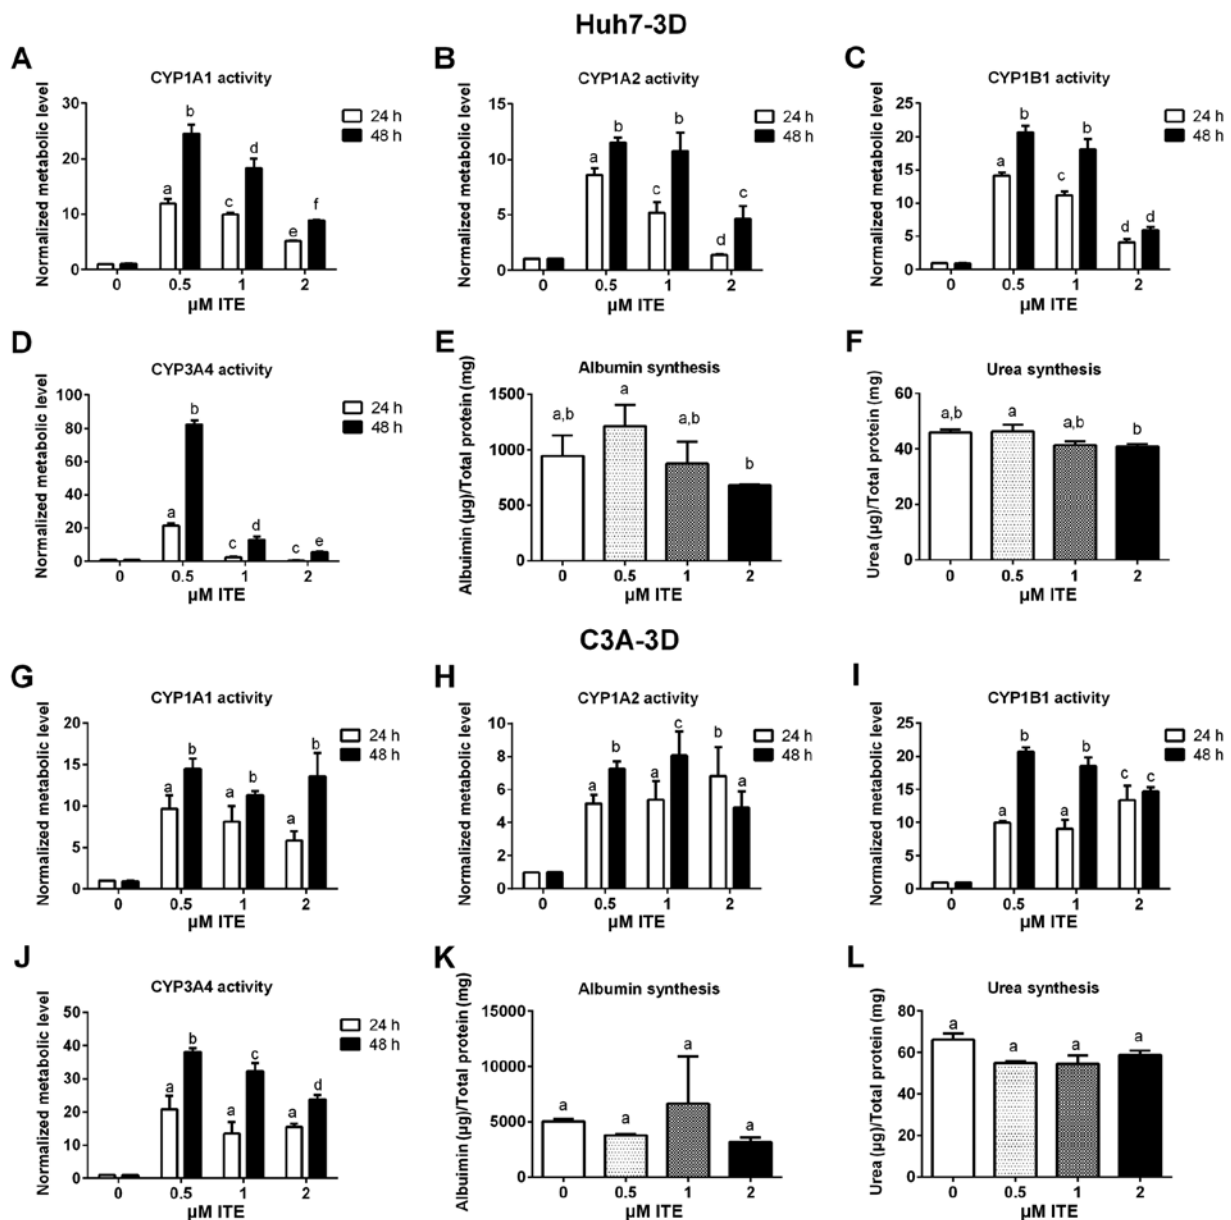 Huh7-3D
A
CYP1A1 activity
Normalized metabolic level
30
20
10
0
a
b
c
d
e
f
24 h
48 h
0 0.5 1 2
µM ITE
B
CYP1A2 activity
Normalized metabolic level
15
10
5
0
a
b
c
b
d
c
24 h
48 h
0 0.5 1 2
µM ITE
C
CYP1B1 activity
Normalized metabolic level
25
20
15
10
5
0
a
b
c
b
d
d
24 h
48 h
0 0.5 1 2
µM ITE
D
CYP3A4 activity
Normalized metabolic level
100
80
60
40
20
0
a
b
c
d
c
e
24 h
48 h
0 0.5 1 2
µM ITE
E
Albumin synthesis
Albuimin (µg)/Total protein (mg)
1500
1000
500
0
a,b
a
a,b
b
0 0.5 1 2
µM ITE
F
Urea synthesis
Urea (µg)/Total protein (mg)
60
40
20
0
a,b
a
a,b
b
0 0.5 1 2
µM ITE
C3A-3D
G
CYP1A1 activity
Normalized metabolic level
20
15
10
5
0
a
b
a
b
a
b
24 h
48 h
0 0.5 1 2
µM ITE
H
CYP1A2 activity
Normalized metabolic level
10
8
6
4
2
0
a
b
a
c
b
a
24 h
48 h
0 0.5 1 2
µM ITE
I
CYP1B1 activity
Normalized metabolic level
25
20
15
10
5
0
a
b
a
b
c
c
24 h
48 h
0 0.5 1 2
µM ITE
J
CYP3A4 activity
Normalized metabolic level
50
40
30
20
10
0
a
b
a
c
a
d
24 h
48 h
0 0.5 1 2
µM ITE
K
Albumin synthesis
Albuimin (µg)/Total protein (mg)
15000
10000
5000
0
a
a
a
a
0 0.5 1 2
µM ITE
L
Urea synthesis
Urea (µg)/Total protein (mg)
80
60
40
20
0
a
a
a
a
0 0.5 1 2
µM ITE